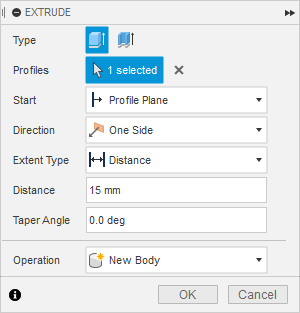 EXTRUDE
Type
Profiles 1 selected
Start Profile Plane
Direction One Side
Extent Type Distance
Distance 15 mm
Taper Angle 0.0 deg
Operation New Body
OK Cancel